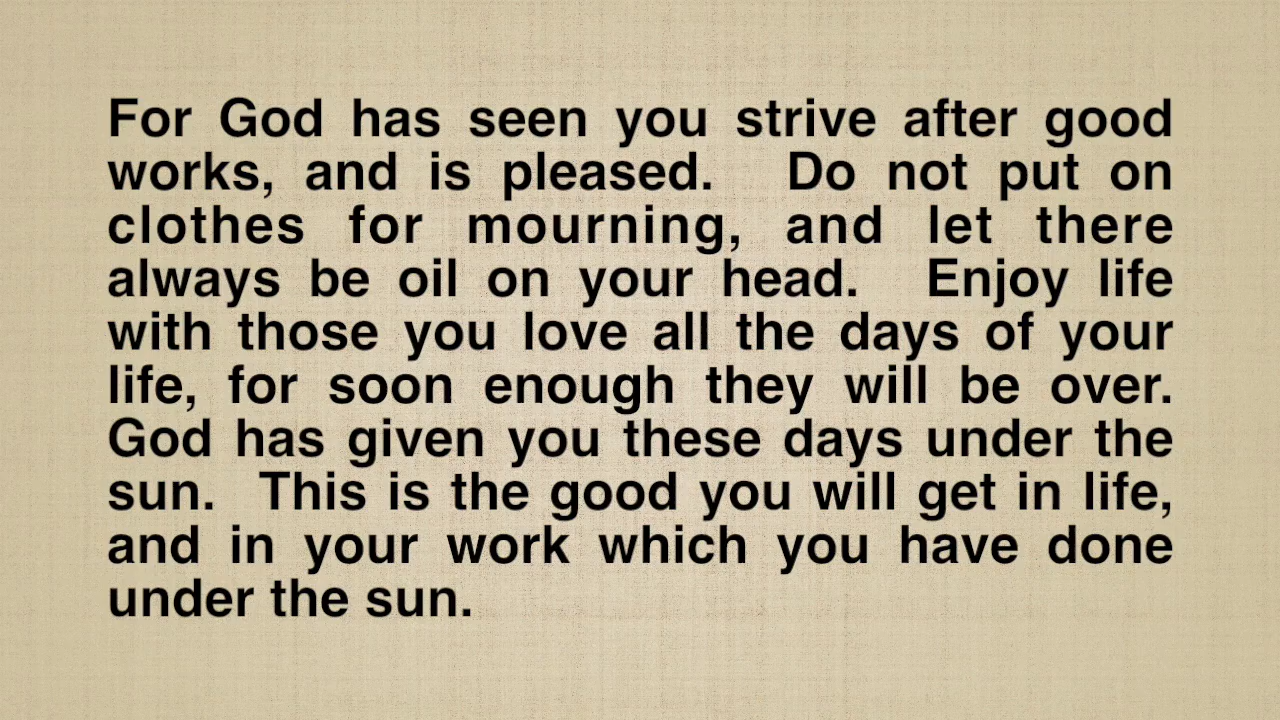 For God has seen you strive after good
works, and is pleased. Do not put on
clothes for mourning, and let there
always be oil on your head. Enjoy life
with those you love all the days of your
life, for soon enough they will be over.
God has given you these days under the
sun. This is the good you will get in life,
and in your work which you have done
under the sun.